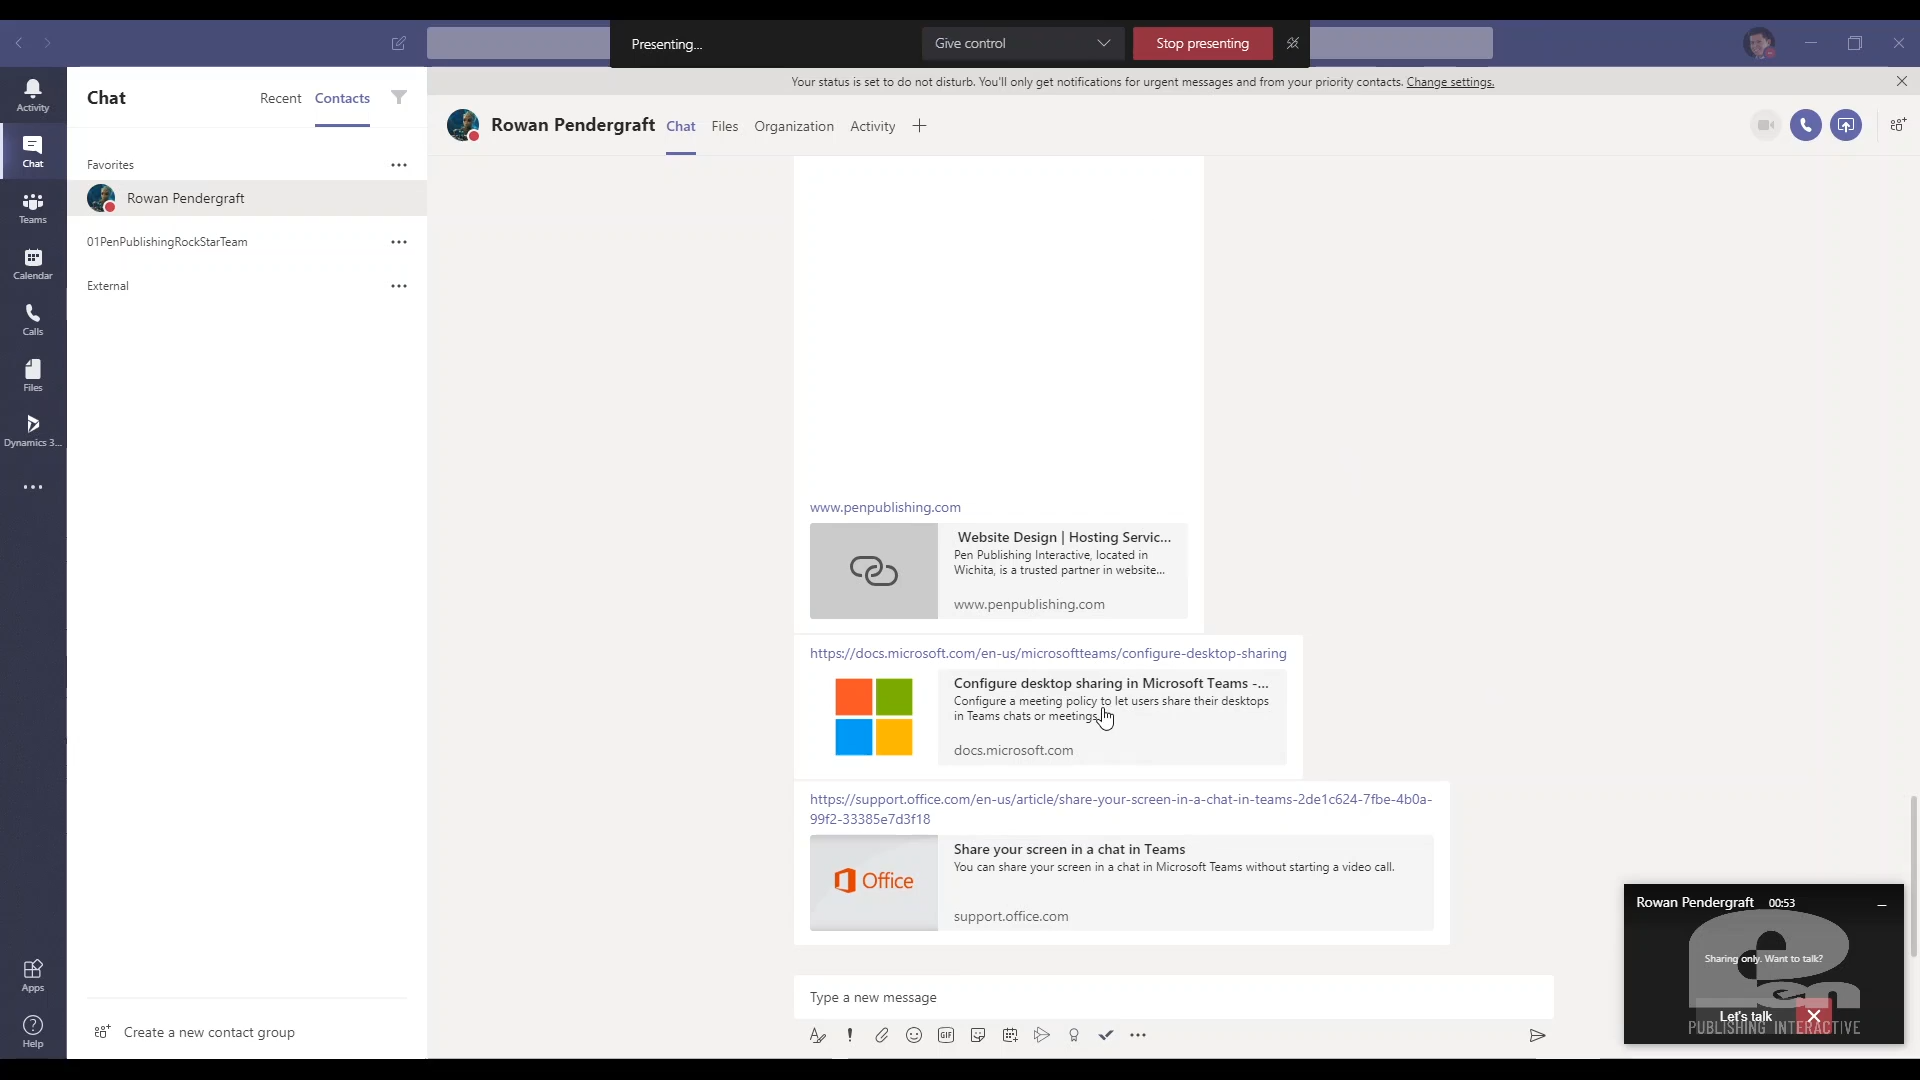 Presenting...
Give control
Stop presenting
Your status is set to do not disturb. You'll only get notifications for urgent messages and from your priority contacts. Change settings.
Activity
Chat
Teams
Calendar
Calls
Files
Dynamics 3...
Apps
Help
Chat
Recent
Contacts
Favorites
Rowan Pendergraft
01PenPublishingRockStarTeam
External
Create a new contact group
Rowan Pendergraft
Chat
Files
Organization
Activity
www.penpublishing.com
Website Design | Hosting Servic...
Pen Publishing Interactive, located in
Wichita, is a trusted partner in website...
www.penpublishing.com
https://docs.microsoft.com/en-us/microsoftteams/configure-desktop-sharing
Configure desktop sharing in Microsoft Teams -...
Configure a meeting policy to let users share their desktops
in Teams chats or meetings.
docs.microsoft.com
https://support.office.com/en-us/article/share-your-screen-in-a-chat-in-teams-2de1c624-7fbe-4b0a-
99f2-33385e7d3f18
Office
Share your screen in a chat in Teams
You can share your screen in a chat in Microsoft Teams without starting a video call.
support.office.com
Type a new message
GIF
Rowan Pendergraft 00:53
Sharing only. Want to talk?
Let's talk
Pen
PUBLISHING INTERACTIVE